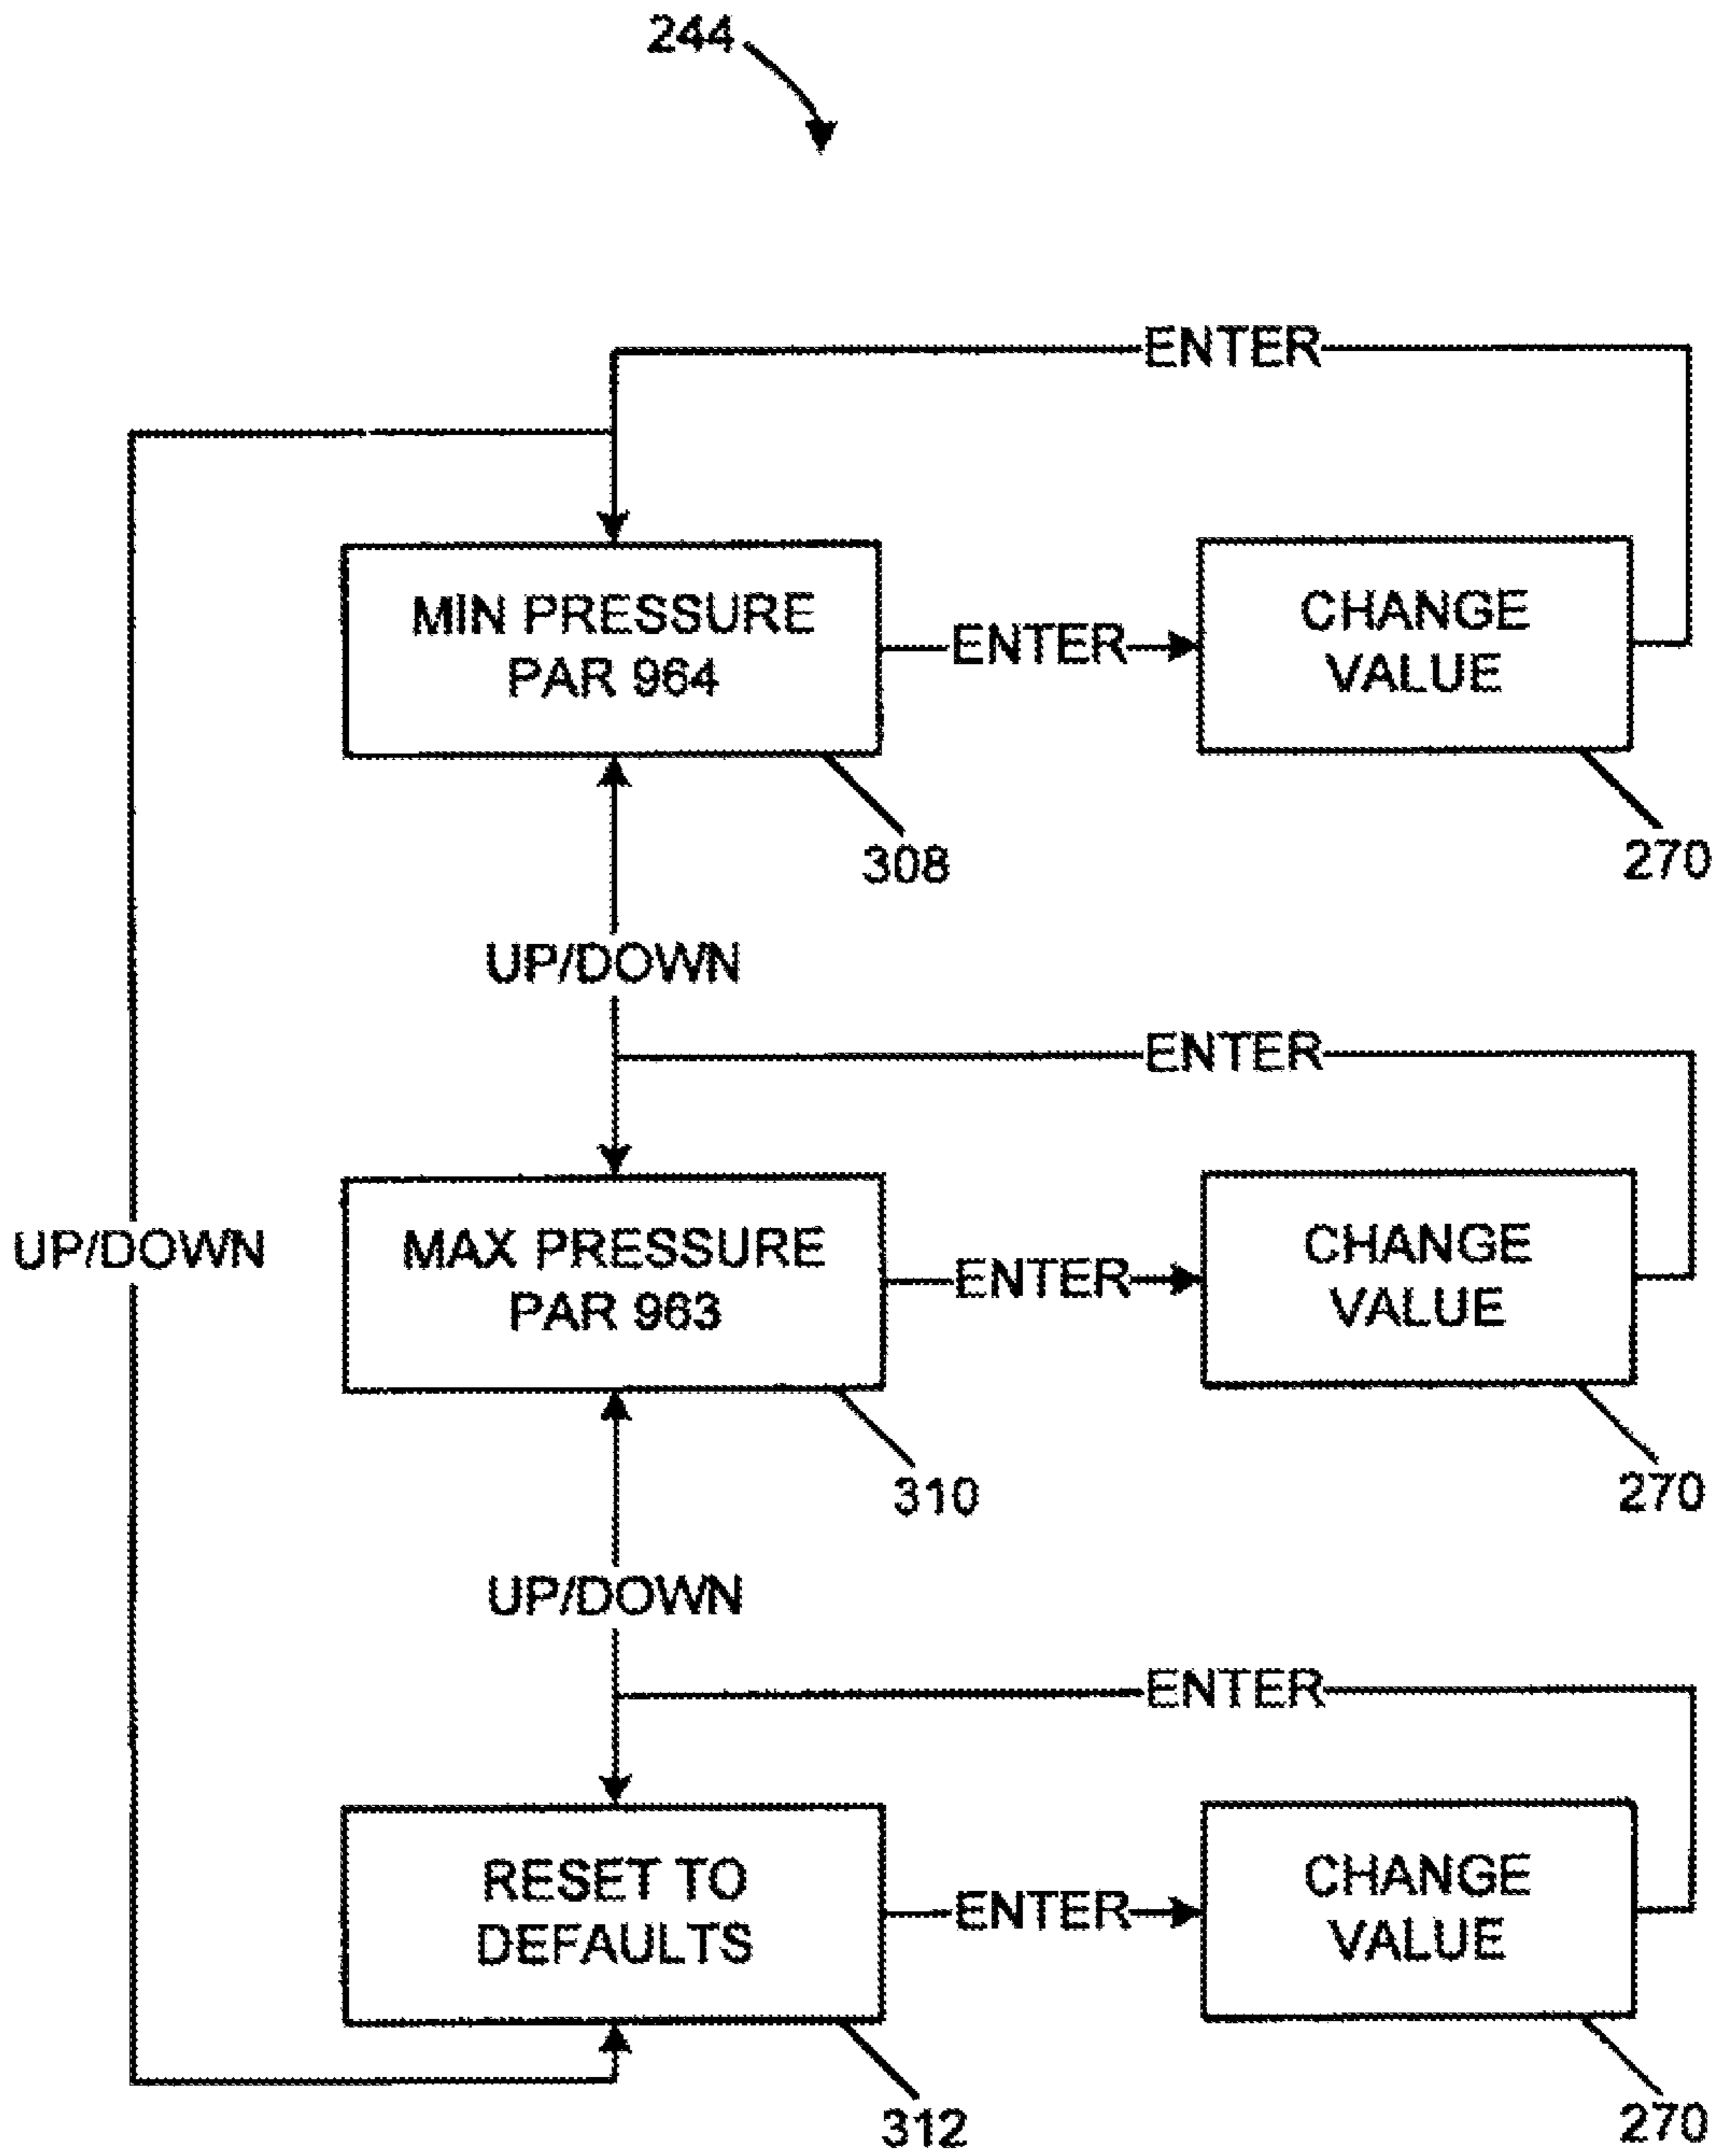 244
ENTER
MIN PRESSURE
PAR 964
ENTER
CHANGE
VALUE
308
270
UP/DOWN
ENTER
UP/DOWN
MAX PRESSURE
PAR 963
ENTER
CHANGE
VALUE
310
270
UP/DOWN
ENTER
RESET TO
DEFAULTS
ENTER
CHANGE
VALUE
312
270